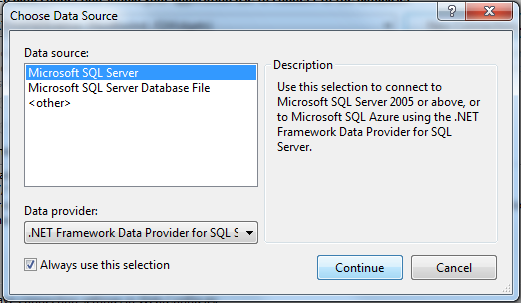 Choose Data Source
Data source:
Microsoft SQL Server
Microsoft SQL Server Database File
<other>
Description
Use this selection to connect to
Microsoft SQL Server 2005 or above, or
to Microsoft SQL Azure using the .NET
Framework Data Provider for SQL
Server.
Data provider:
.NET Framework Data Provider for SQL S
Always use this selection
Continue
Cancel